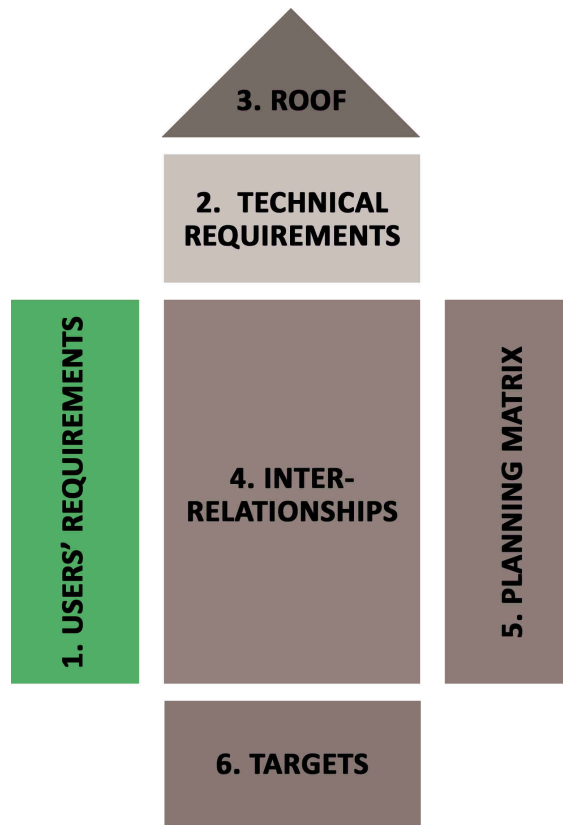 3. ROOF
2. TECHNICAL
REQUIREMENTS
1. USERS’ REQUIREMENTS
4. INTER-
RELATIONSHIPS
5. PLANNING MATRIX
6. TARGETS